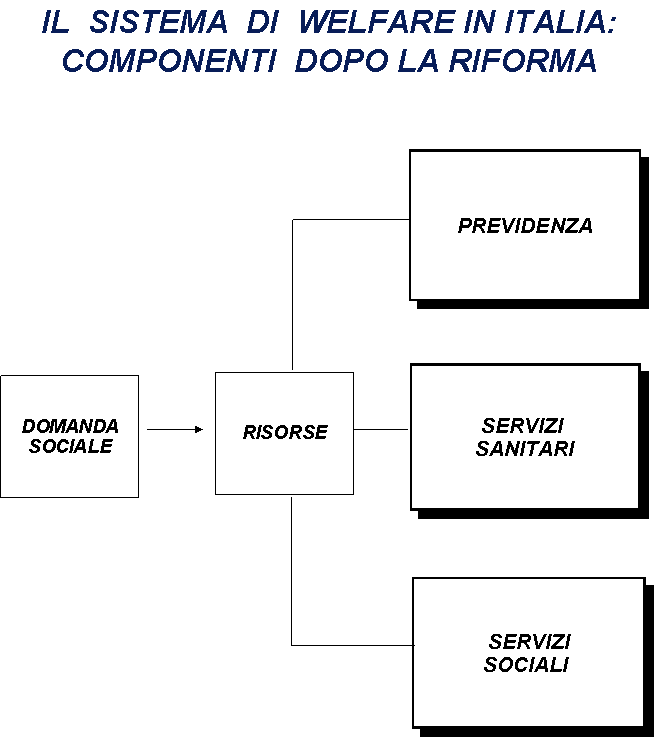 IL SISTEMA DI WELFARE IN ITALIA:
COMPONENTI DOPO LA RIFORMA
PREVIDENZA
DOMANDA
SOCIALE
RISORSE
SERVIZI
SANITARI
SERVIZI
SOCIALI